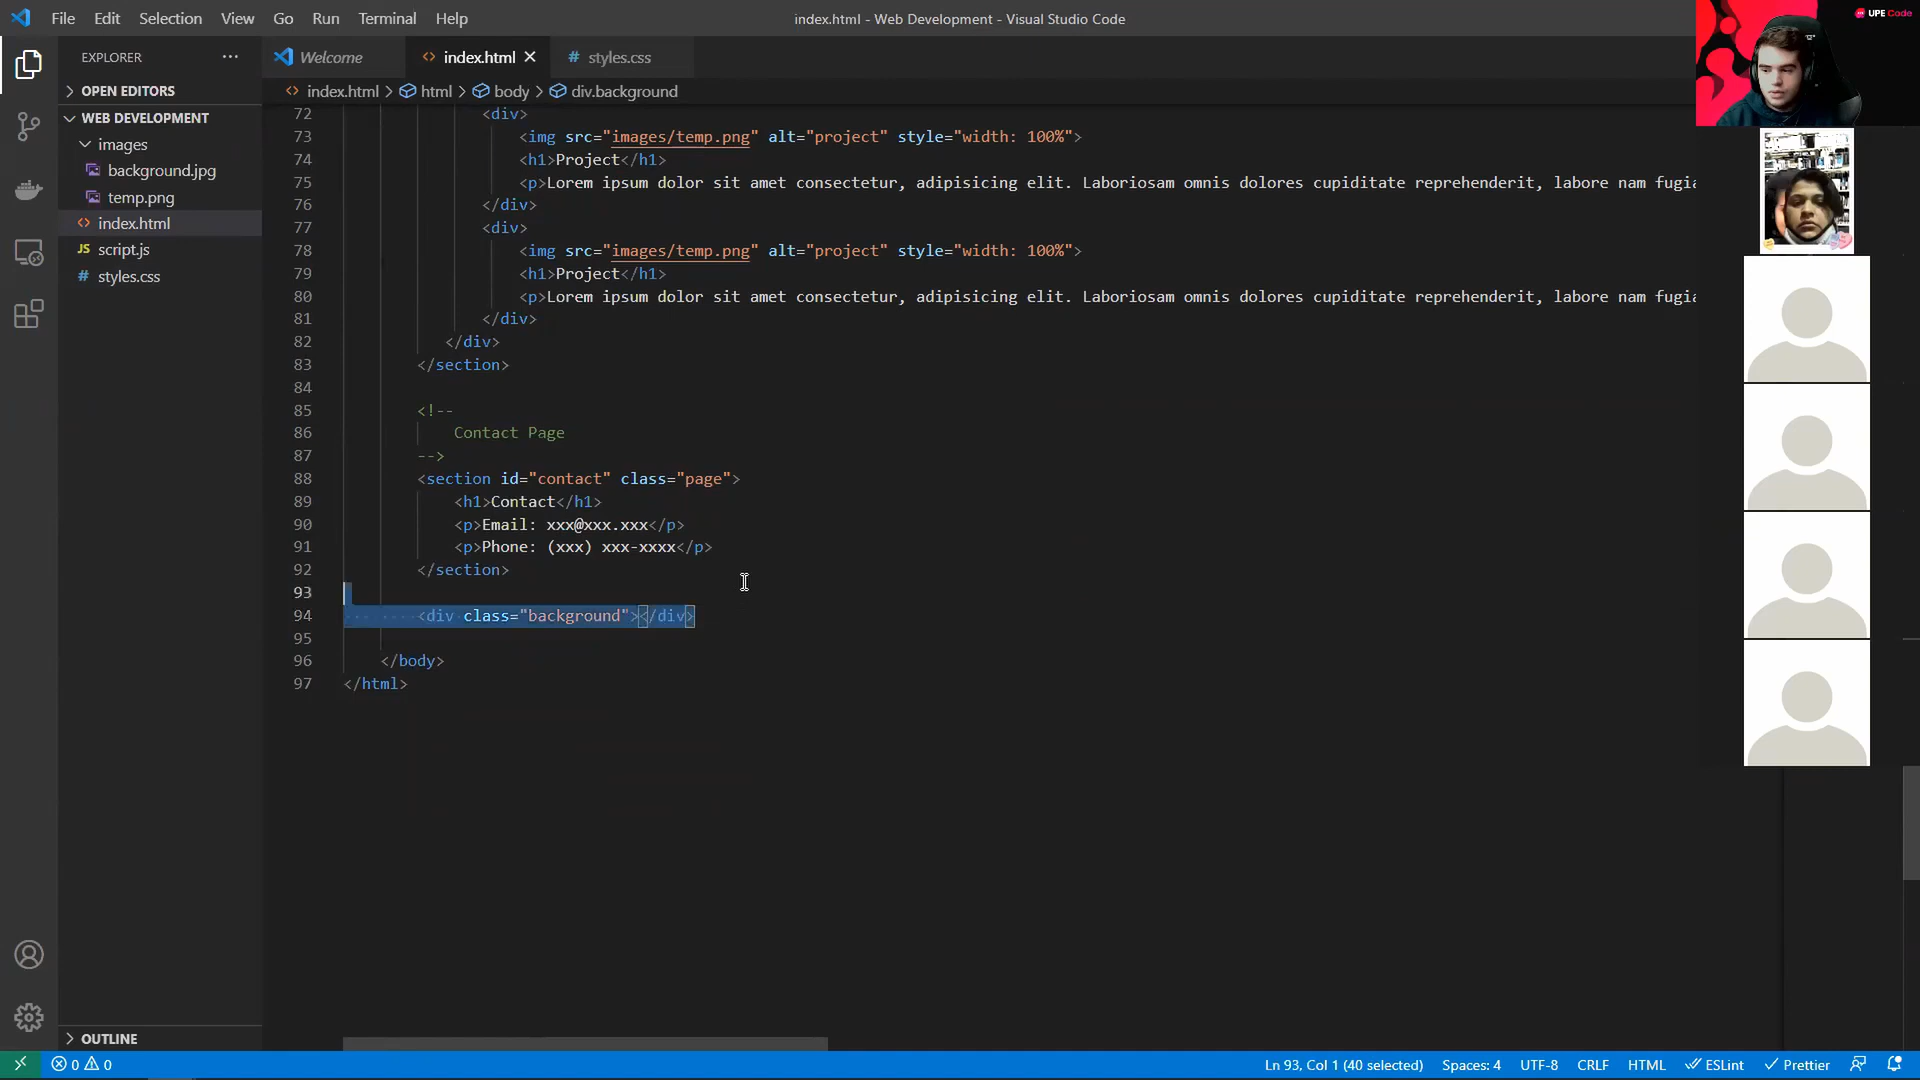 File Edit Selection View Go Run Terminal Help
index.html - Web Development - Visual Studio Code
UPE Code
EXPLORER ···
OPEN EDITORS
WEB DEVELOPMENT
images
background.jpg
temp.png
index.html
JS script.js
# styles.css
OUTLINE
Welcome
<> index.html ×
# styles.css
<> index.html > html > body > div.background
72 <div>
73 <img src="images/temp.png" alt="project" style="width: 100%">
74 <h1>Project</h1>
75 <p>Lorem ipsum dolor sit amet consectetur, adipisicing elit. Laboriosam omnis dolores cupiditate reprehenderit, labore nam fugia
76 </div>
77 <div>
78 <img src="images/temp.png" alt="project" style="width: 100%">
79 <h1>Project</h1>
80 <p>Lorem ipsum dolor sit amet consectetur, adipisicing elit. Laboriosam omnis dolores cupiditate reprehenderit, labore nam fugia
81 </div>
82 </div>
83 </section>
84
85 <!--
86 Contact Page
87 -->
88 <section id="contact" class="page">
89 <h1>Contact</h1>
90 <p>Email: xxx@xxx.xxx</p>
91 <p>Phone: (xxx) xxx-xxxx</p>
92 </section>
93
94 <div class="background"></div>
95
96 </body>
97 </html>
0 0
Ln 93, Col 1 (40 selected) Spaces: 4 UTF-8 CRLF HTML ESLint Prettier